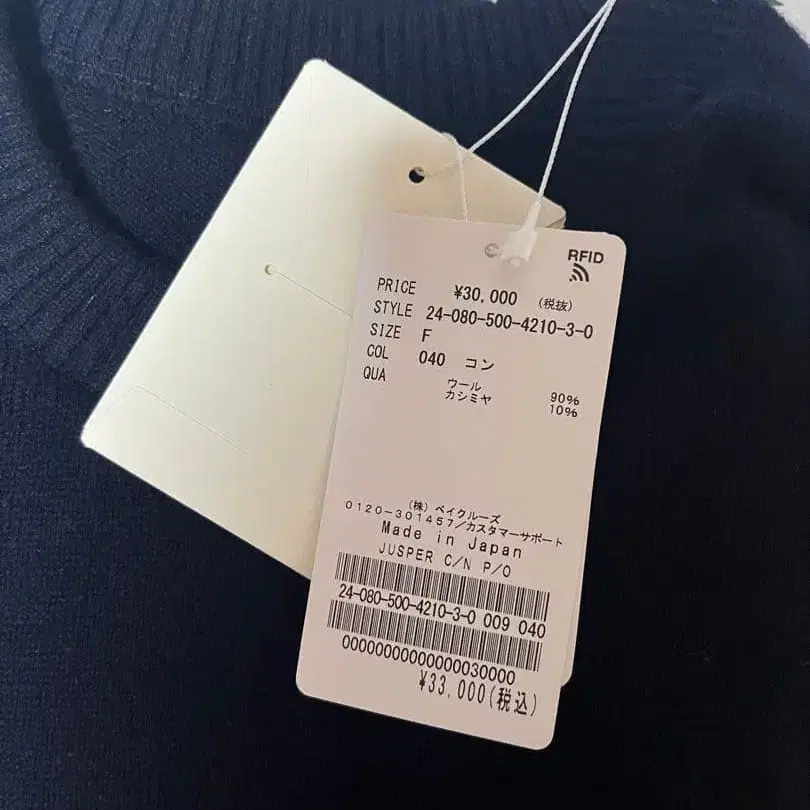 RFID
PRICE ¥30,000 (税抜)
STYLE 24-080-500-4210-3-0
SIZE F
COL 040 コン
QUA ウール 90%
カシミヤ 10%
(株)ベイクルーズ
0120-301457/カスタマーサポート
Made in Japan
JUSPER C/N P/O
24-080-500-4210-3-0 009 040
00000000000000030000
¥33,000(税込)